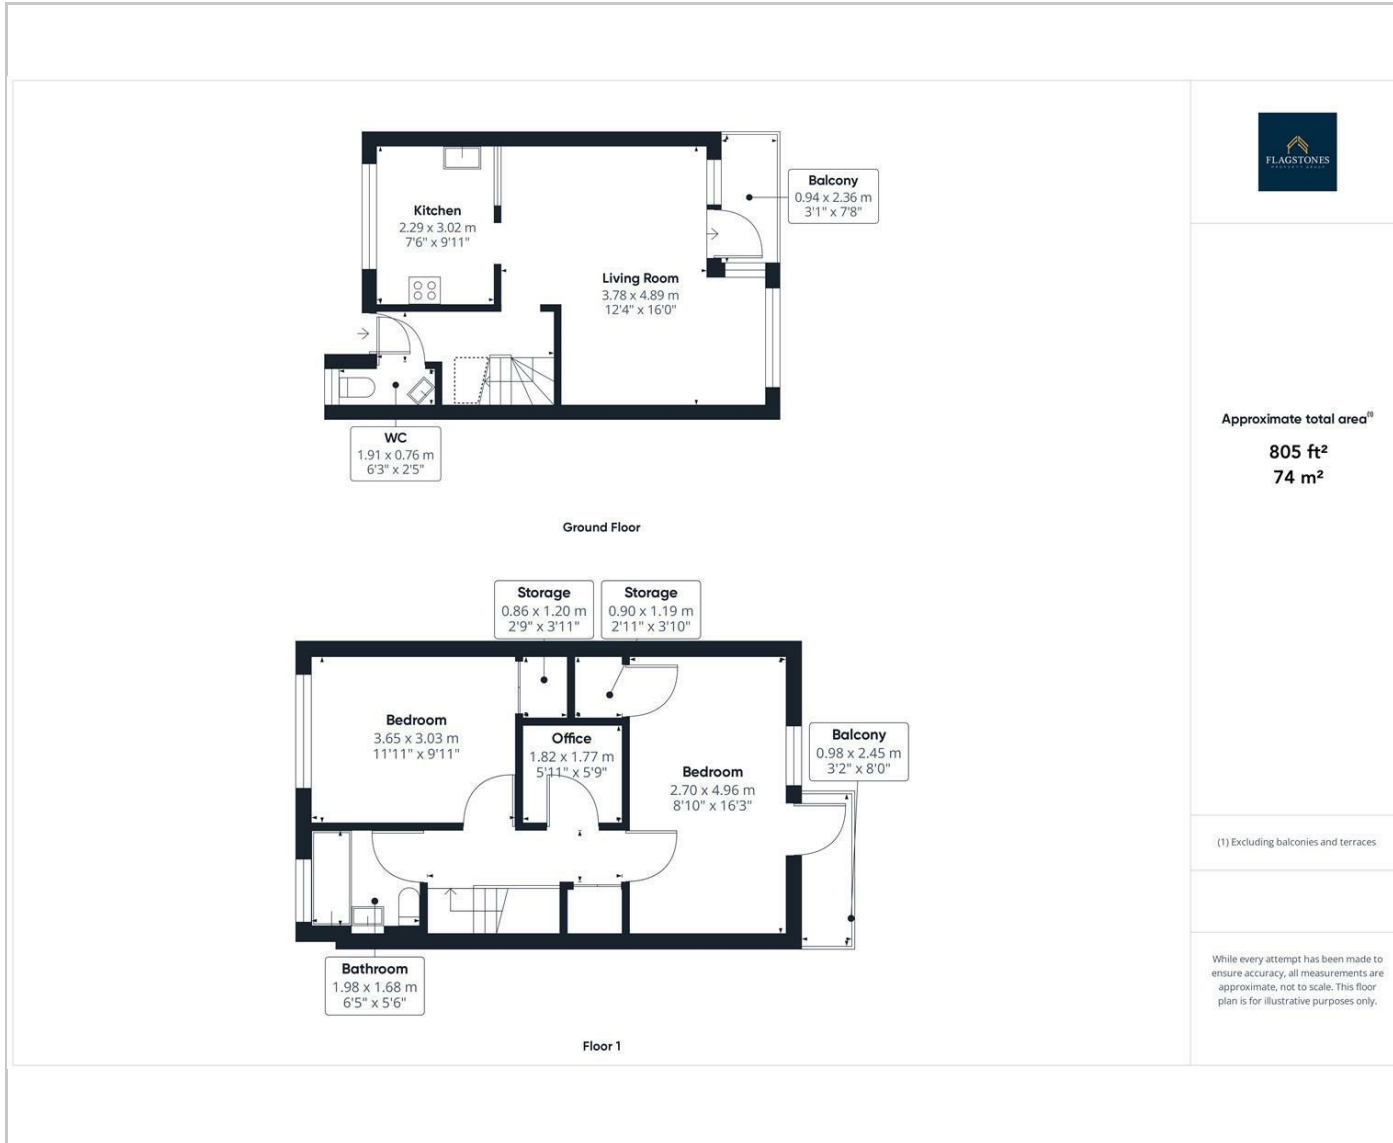 Kitchen
2.29 x 3.02 m
7'6" x 9'11"
Balcony
0.94 x 2.36 m
3'1" x 7'8"
Living Room
3.78 x 4.89 m
12'4" x 16'0"
WC
1.91 x 0.76 m
6'3" x 2'5"
Ground Floor
Storage
0.86 x 1.20 m
2'9" x 3'11"
Storage
0.90 x 1.19 m
2'11" x 3'10"
Bedroom
3.65 x 3.03 m
11'11" x 9'11"
Office
1.82 x 1.77 m
5'11" x 5'9"
Bedroom
2.70 x 4.96 m
8'10" x 16'3"
Balcony
0.98 x 2.45 m
3'2" x 8'0"
Bathroom
1.98 x 1.68 m
6'5" x 5'6"
Floor 1
FLAGSTONES
PROPERTY GROUP
Approximate total area(1)
805 ft²
74 m²
(1) Excluding balconies and terraces
While every attempt has been made to
ensure accuracy, all measurements are
approximate, not to scale. This floor
plan is for illustrative purposes only.